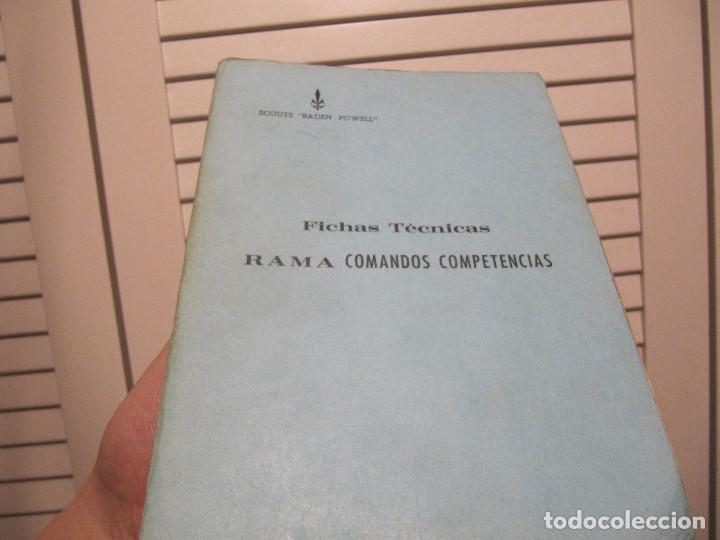 SCOUTS "BADEN POWELL"
Fichas Técnicas
RAMA COMANDOS COMPETENCIAS
todocoleccion